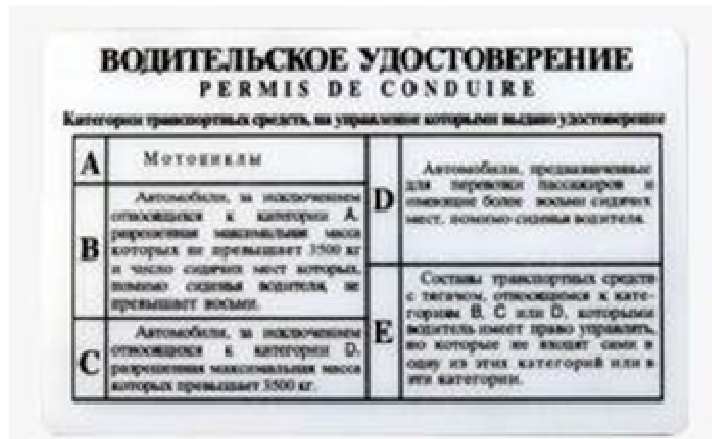 ВОДИТЕЛЬСКОЕ УДОСТОВЕРЕНИЕ
PERMIS DE CONDUIRE
Категории транспортных средств, на управление которыми выдано удостоверение
A
Мотоциклы
B
Автомобили, за исключением
относящихся к категории А,
разрешенная максимальная масса
которых не превышает 3500 кг
и число сидячих мест которых,
помимо сиденья водителя, не
превышает восьми.
C
Автомобили, за исключением
относящихся к категории D,
разрешенная максимальная масса
которых превышает 3500 кг.
D
Автомобили, предназначенные
для перевозки пассажиров и
имеющие более восьми сидячих
мест, помимо сиденья водителя.
E
Составы транспортных средств
с тягачом, относящемся к кате-
гориям В, С или D, которыми
водитель имеет право управлять,
но которые не входят сами в
одну из этих категорий или в
эти категории.